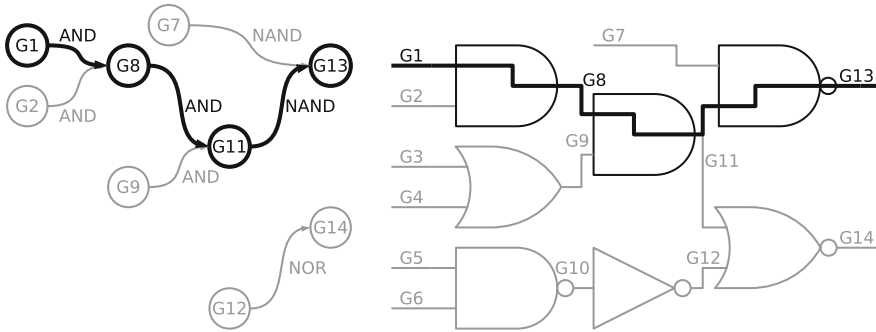 G7
G1
AND
NAND
G8
G13
G2
AND
AND
NAND
G11
G9
AND
G14
NOR
G12
G1
G7
G8
G13
G2
G9
G3
G11
G4
G14
G5
G10
G12
G6